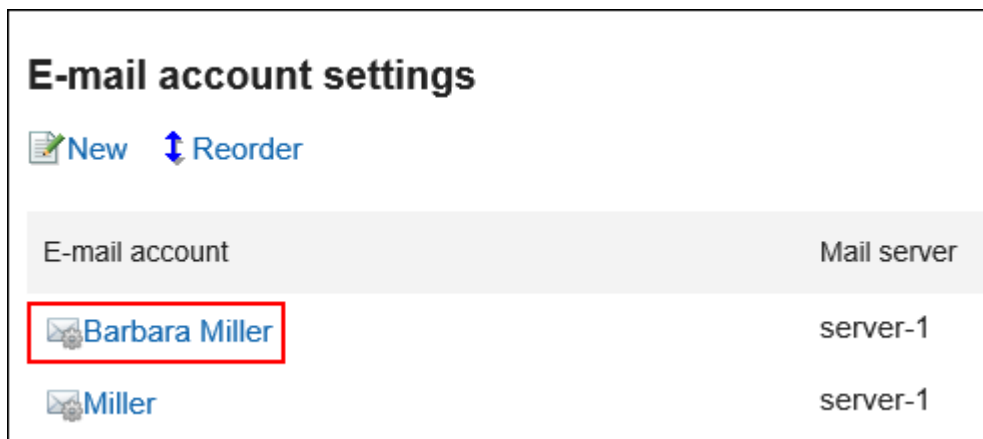 E-mail account settings
New Reorder
E-mail account Mail server
Barbara Miller server-1
Miller server-1